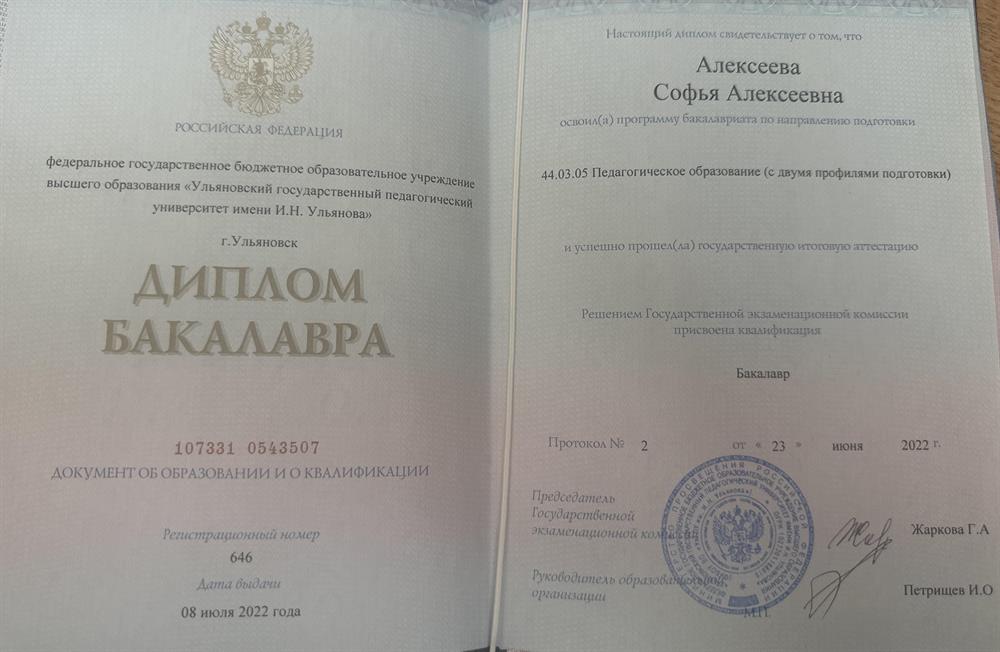 РОССИЙСКАЯ ФЕДЕРАЦИЯ
федеральное государственное бюджетное образовательное учреждение
высшего образования «Ульяновский государственный педагогический
университет имени И.Н. Ульянова»
г.Ульяновск
ДИПЛОМ
БАКАЛАВРА
107331 0543507
ДОКУМЕНТ ОБ ОБРАЗОВАНИИ И О КВАЛИФИКАЦИИ
Регистрационный номер
646
Дата выдачи
08 июля 2022 года
Настоящий диплом свидетельствует о том, что
Алексеева
Софья Алексеевна
освоил(а) программу бакалавриата по направлению подготовки
44.03.05 Педагогическое образование (с двумя профилями подготовки)
и успешно прошел(ла) государственную итоговую аттестацию
Решением Государственной экзаменационной комиссии
присвоена квалификация
Бакалавр
Протокол № 2 от « 23 » июня 2022 г.
Председатель
Государственной
экзаменационной комиссии
Жаркова Г.А
Руководитель образовательной
организации
Петрищев И.О
М.П.